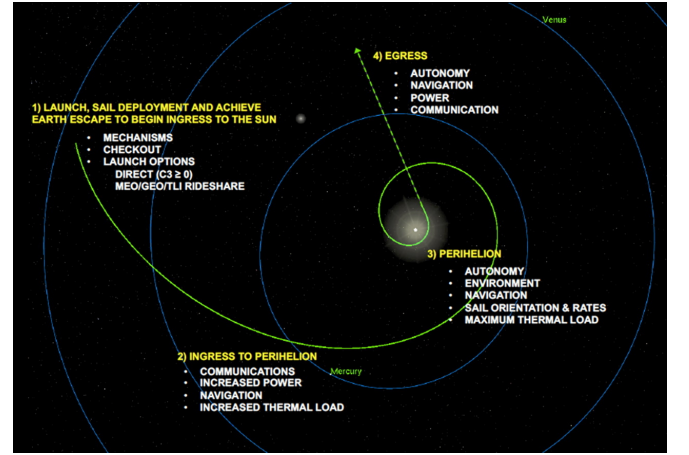 Venus
4) EGRESS
• AUTONOMY
• NAVIGATION
• POWER
• COMMUNICATION
1) LAUNCH, SAIL DEPLOYMENT AND ACHIEVE
EARTH ESCAPE TO BEGIN INGRESS TO THE SUN
• MECHANISMS
• CHECKOUT
• LAUNCH OPTIONS
DIRECT (C3 ≥ 0)
MEO/GEO/TLI RIDESHARE
3) PERIHELION
• AUTONOMY
• ENVIRONMENT
• NAVIGATION
• SAIL ORIENTATION & RATES
• MAXIMUM THERMAL LOAD
2) INGRESS TO PERIHELION
• COMMUNICATIONS
• INCREASED POWER
• NAVIGATION
• INCREASED THERMAL LOAD
Mercury